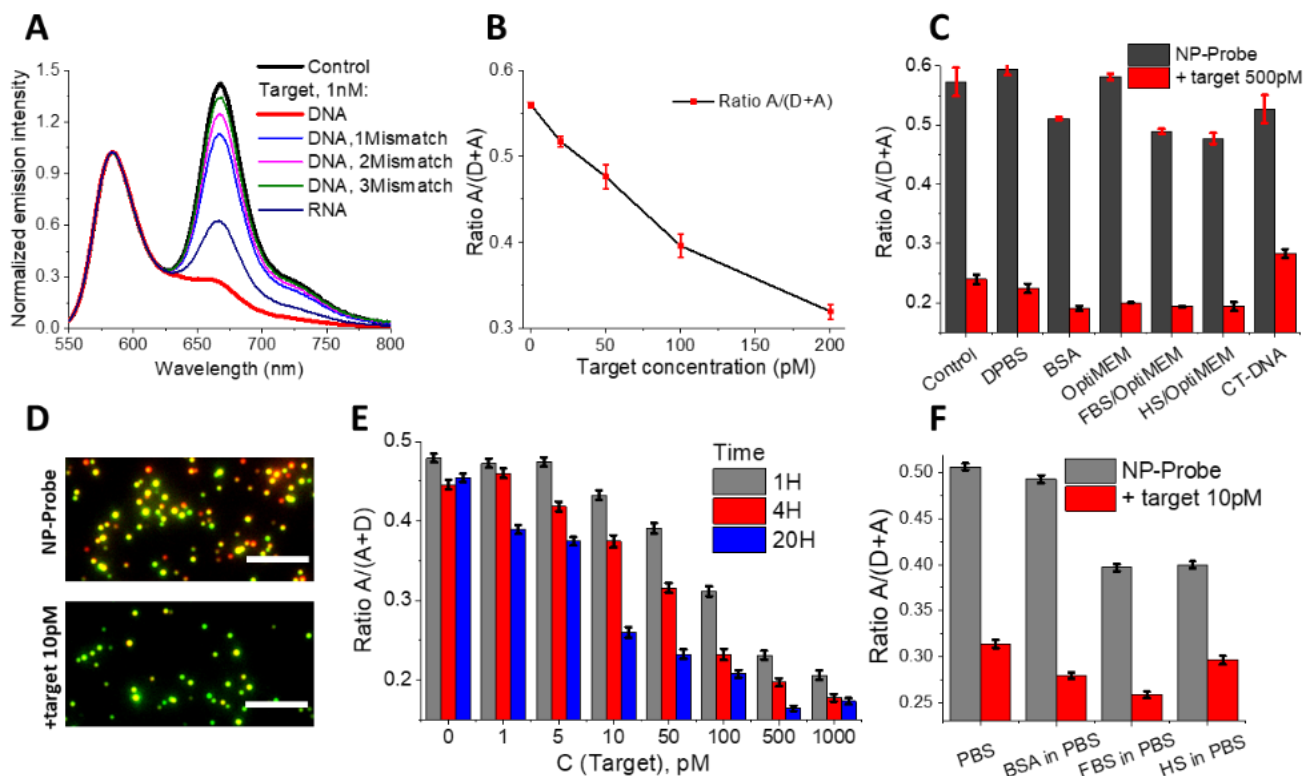 A
Normalized emission intensity
1.5
1.2
0.9
0.6
0.3
0.0
550 600 650 700 750 800
Wavelength (nm)
Control
Target, 1nM:
DNA
DNA, 1Mismatch
DNA, 2Mismatch
DNA, 3Mismatch
RNA
B
Ratio A/(D+A)
0.6
0.5
0.4
0.3
0 50 100 150 200
Target concentration (pM)
Ratio A/(D+A)
C
Ratio A/(D+A)
0.6
0.5
0.3
0.2
NP-Probe
+ target 500pM
Control
DPBS
BSA
OptiMEM
FBS/OptiMEM
HS/OptiMEM
CT-DNA
D
NP-Probe
+target 10pM
E
Ratio A/(A+D)
0.5
0.4
0.3
0.2
Time
1H
4H
20H
0 1 5 10 50 100 500 1000
C (Target), pM
F
Ratio A/(D+A)
0.50
0.45
0.40
0.35
0.30
0.25
NP-Probe
+ target 10pM
PBS
BSA in PBS
FBS in PBS
HS in PBS